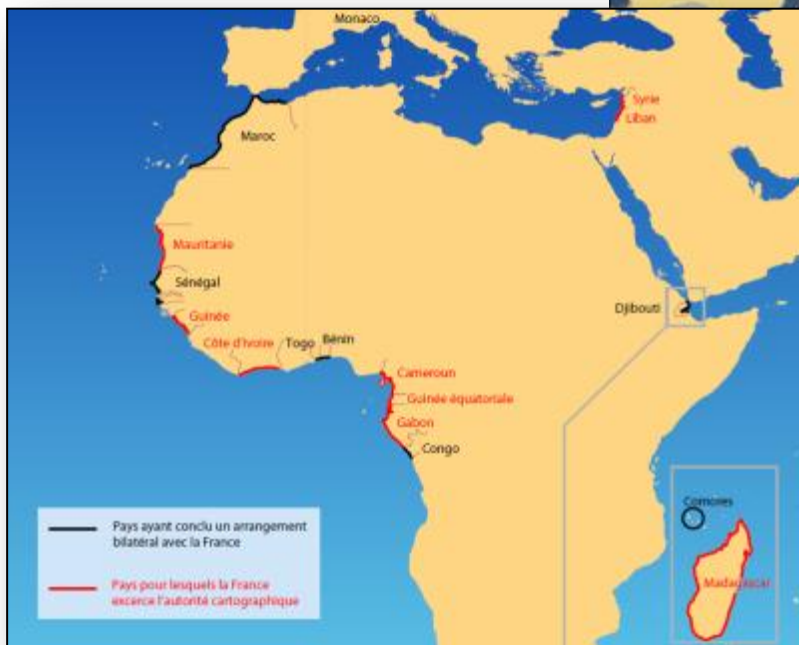 Monaco
Syrie
Liban
Maroc
Mauritanie
Sénégal
Djibouti
Guinée
Côte d'Ivoire
Togo
Bénin
Cameroun
Guinée équatoriale
Gabon
Congo
Comores
Madagascar
Pays ayant conclu un arrangement
bilatéral avec la France
Pays pour lesquels la France
excerce l'autorité cartographique